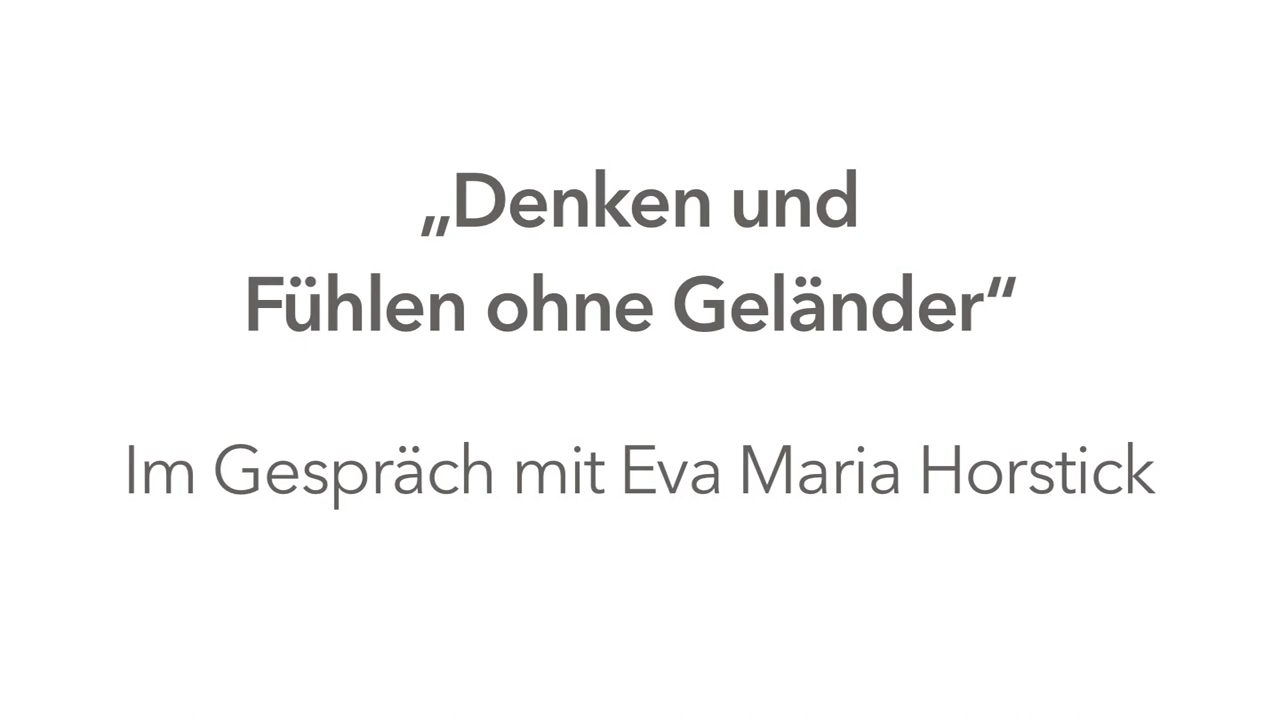 „Denken und
Fühlen ohne Geländer“
Im Gespräch mit Eva Maria Horstick